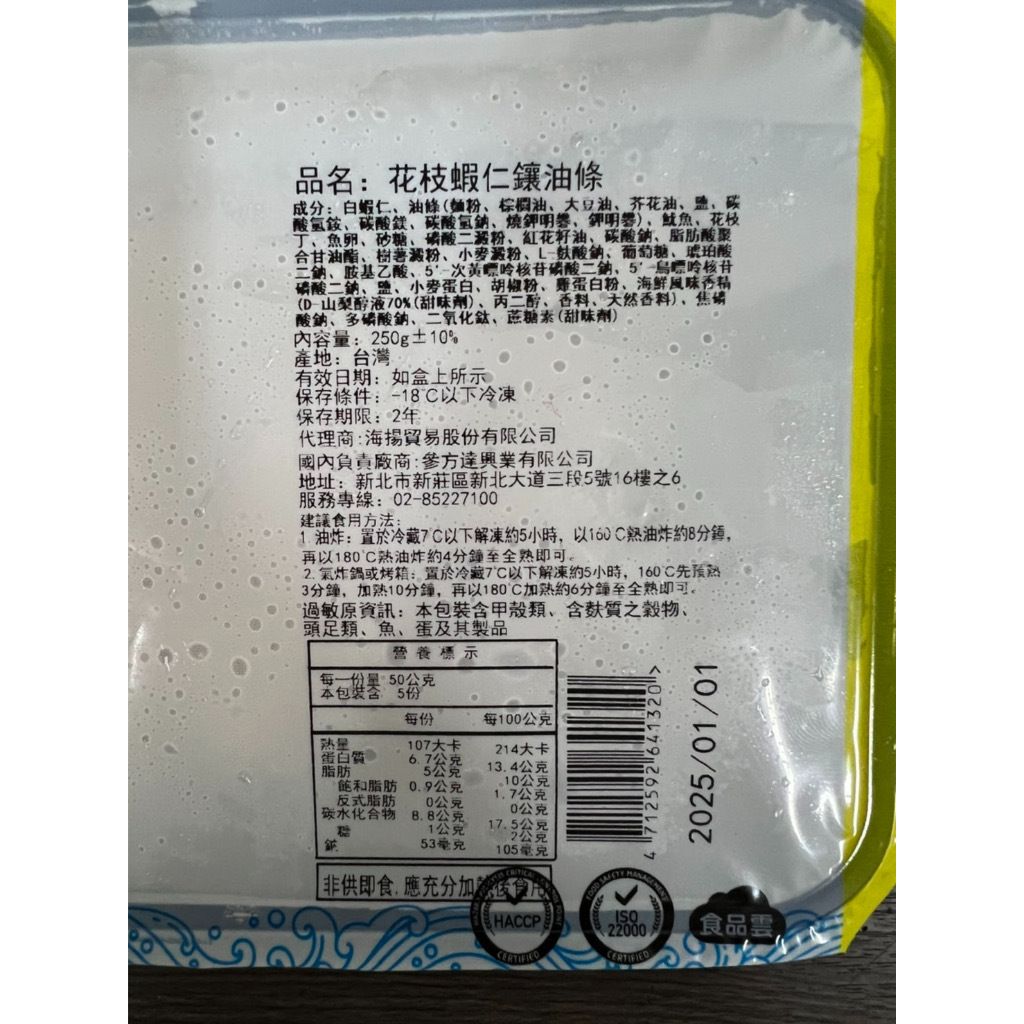 品名：花枝蝦仁鑲油條
成分：白蝦仁、油條(麵粉、棕櫚油、大豆油、芥花油、鹽、碳
酸氫銨、碳酸鎂、碳酸氫鈉、燒鉀明礬、鉀明礬)、魷魚、花枝
丁、魚卵、砂糖、磷酸二澱粉、紅花籽油、碳酸鈉、脂肪酸聚
合甘油酯、樹薯澱粉、小麥澱粉、L-麩酸鈉、葡萄糖、琥珀酸
二鈉、胺基乙酸、5'-次黃嘌呤核苷磷酸二鈉、5'-鳥嘌呤核苷
磷酸二鈉、鹽、小麥蛋白、胡椒粉、雞蛋白粉、海鮮風味香精
(D-山梨醇液70%(甜味劑)、丙二醇、香料、天然香料)、焦磷
酸鈉、多磷酸鈉、二氧化鈦、蔗糖素(甜味劑)
內容量：250g±10%
產地：台灣
有效日期：如盒上所示
保存條件：-18℃以下冷凍
保存期限：2年
代理商:海揚貿易股份有限公司
國內負責廠商:參方達興業有限公司
地址：新北市新莊區新北大道三段5號16樓之6
服務專線：02-85227100
建議食用方法：
1.油炸：置於冷藏7℃以下解凍約5小時，以160℃熱油炸約8分鐘，
再以180℃熱油炸約4分鐘至全熟即可。
2.氣炸鍋或烤箱：置於冷藏7℃以下解凍約5小時，160℃先預熱
3分鐘，加熱10分鐘，再以180℃加熱約6分鐘至全熟即可。
過敏原資訊：本包裝含甲殼類、含麩質之穀物、
頭足類、魚、蛋及其製品
營養標示
每一份量 50公克
本包裝含 5份
每份 每100公克
熱量 107大卡 214大卡
蛋白質 6.7公克 13.4公克
脂肪 5公克 10公克
飽和脂肪 0.9公克 1.7公克
反式脂肪 0公克 0公克
碳水化合物 8.8公克 17.5公克
糖 1公克 2公克
鈉 53毫克 105毫克
非供即食,應充分加熱後食用
4 712592 641320 >
2025/01/01
HACCP
CERTIFIED
FOOD SAFETY MANAGEMENT
ISO
22000
CERTIFIED
食品雲